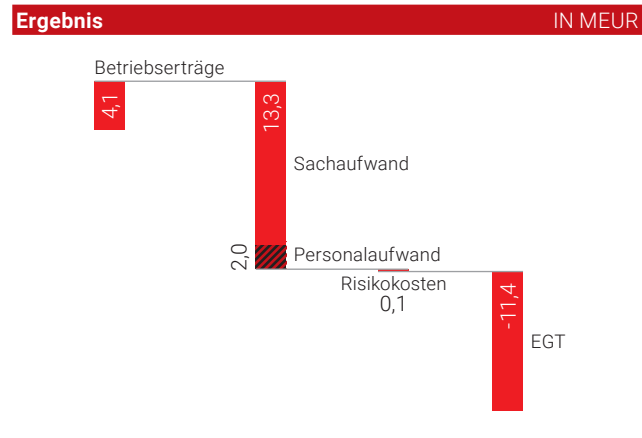 Ergebnis IN MEUR
Betriebserträge
4,1
13,3
Sachaufwand
2,0
Personalaufwand
Risikokosten
0,1
-11,4
EGT